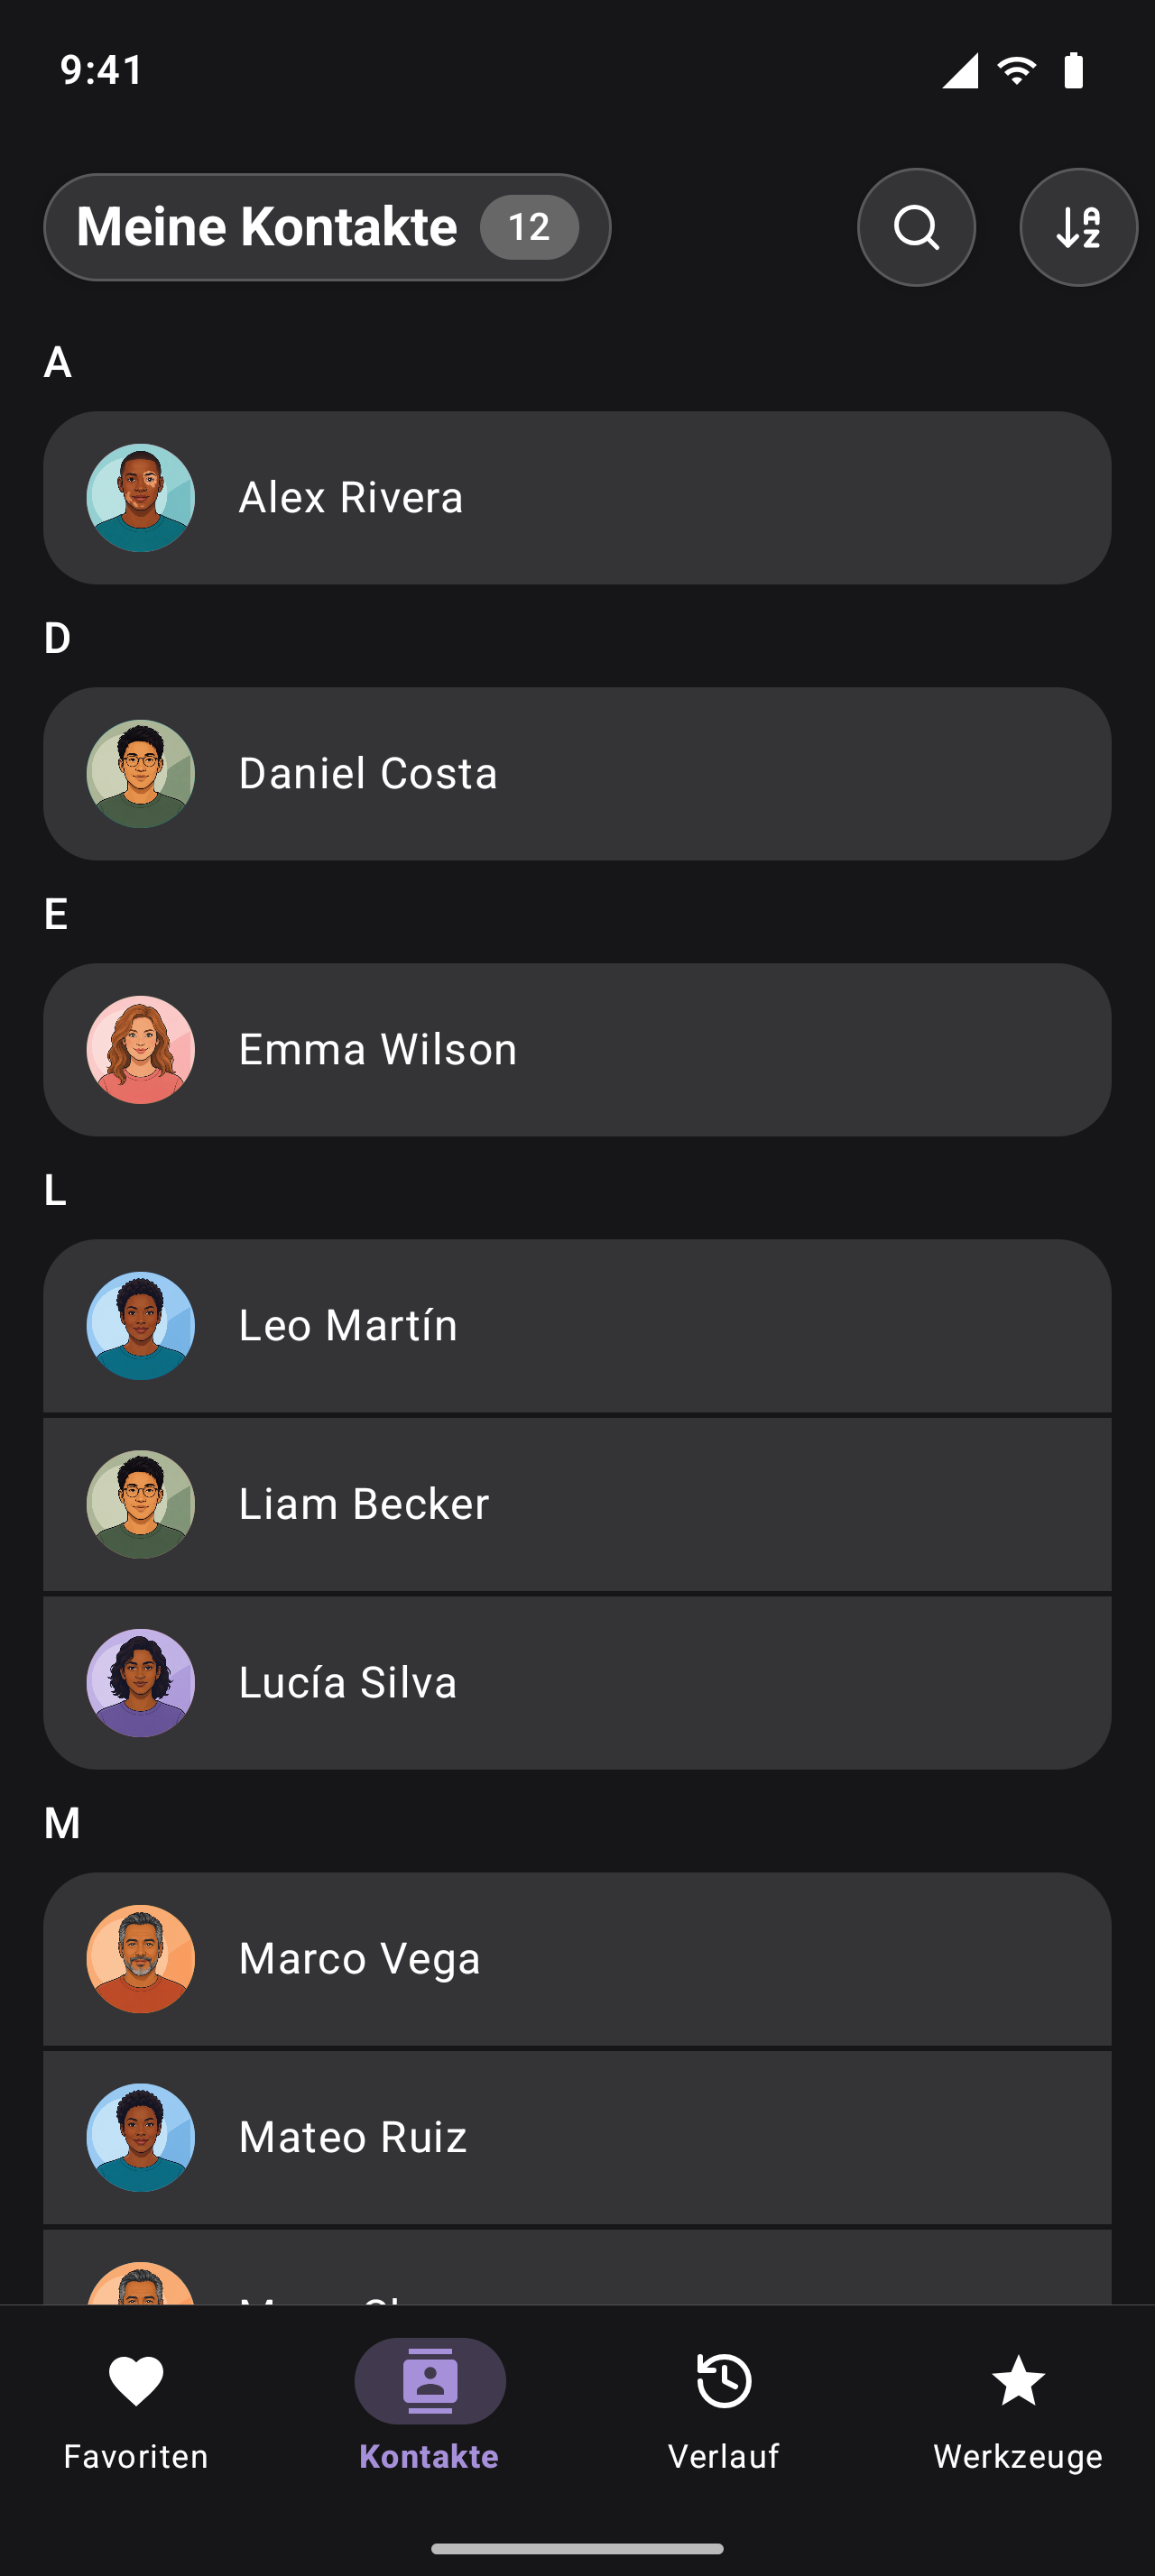 9:41
Meine Kontakte 12
A
Alex Rivera
D
Daniel Costa
E
Emma Wilson
L
Leo Martín
Liam Becker
Lucía Silva
M
Marco Vega
Mateo Ruiz
Favoriten Kontakte Verlauf Werkzeuge